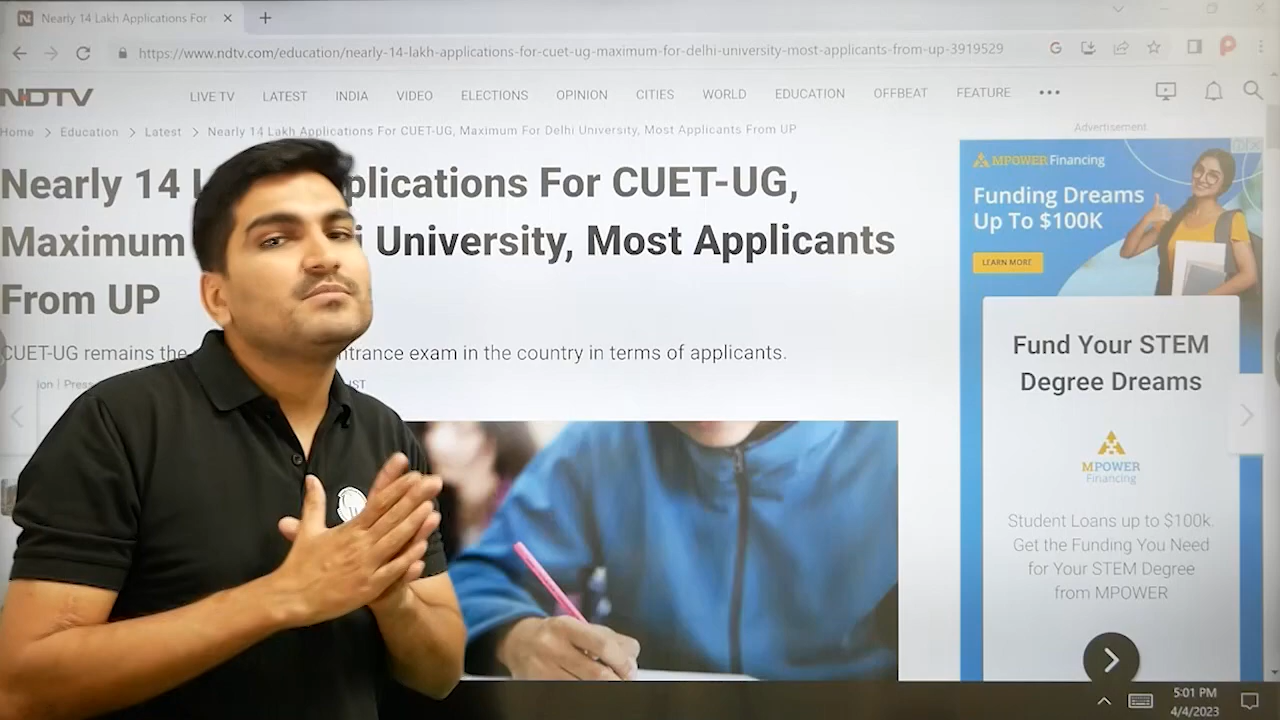 Nearly 14 Lakh Applications For
https://www.ndtv.com/education/nearly-14-lakh-applications-for-cuet-ug-maximum-for-delhi-university-most-applicants-from-up-3919529
NDTV
LIVE TV LATEST INDIA VIDEO ELECTIONS OPINION CITIES WORLD EDUCATION OFFBEAT FEATURE
Home > Education > Latest > Nearly 14 Lakh Applications For CUET-UG, Maximum For Delhi University, Most Applicants From UP
Nearly 14 L plications For CUET-UG,
Maximum i University, Most Applicants
From UP
CUET-UG remains the ntrance exam in the country in terms of applicants.
ion | Press IST
Advertisement
MPOWER Financing
Funding Dreams
Up To $100K
LEARN MORE
Fund Your STEM
Degree Dreams
MPOWER
Financing
Student Loans up to $100k.
Get the Funding You Need
for Your STEM Degree
from MPOWER
5:01 PM
4/4/2023